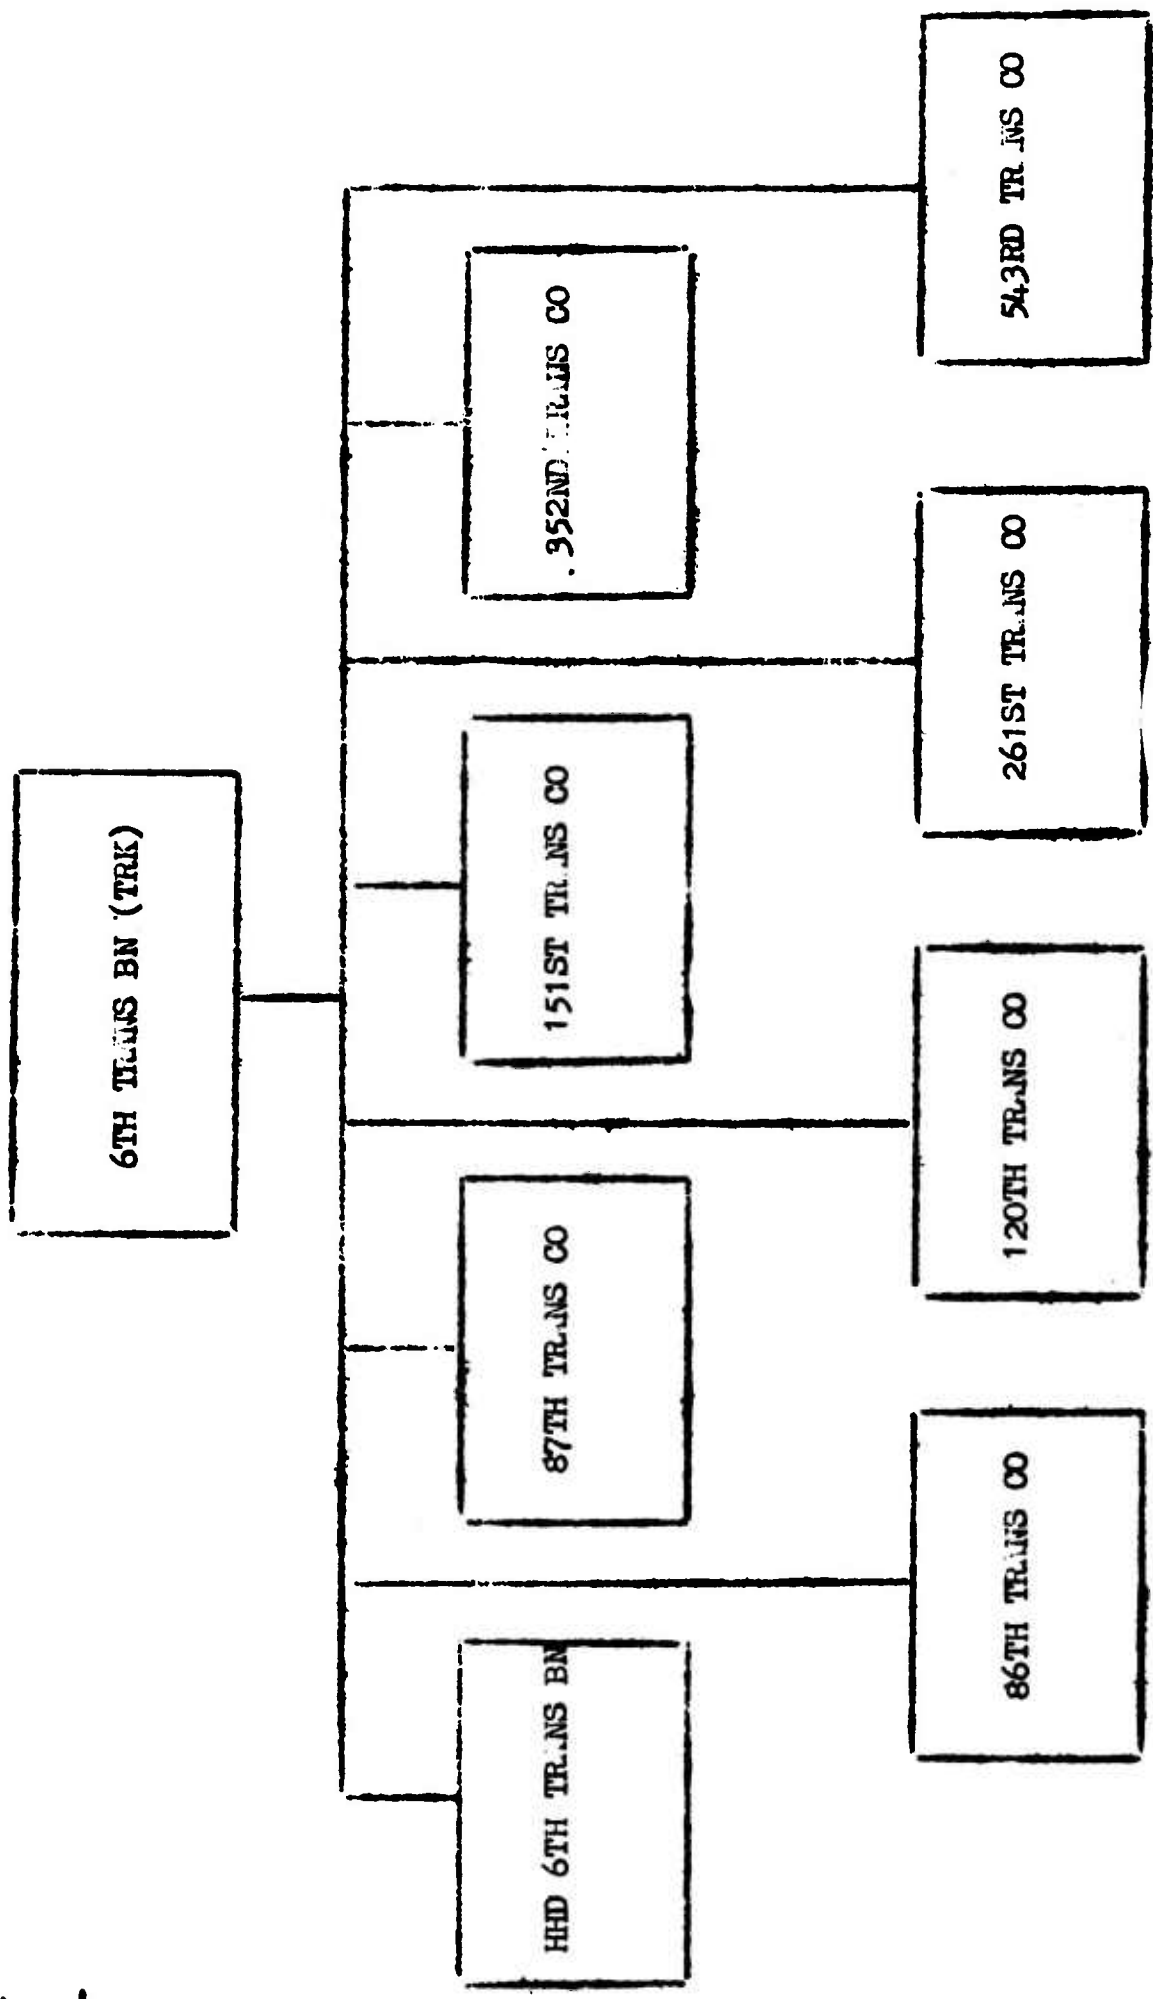 6TH TRANS BN (TRK)
HHD 6TH TRANS BN
87TH TRANS CO
151ST TRANS CO
352ND TRANS CO
86TH TRANS CO
120TH TRANS CO
261ST TRANS CO
543RD TRANS CO